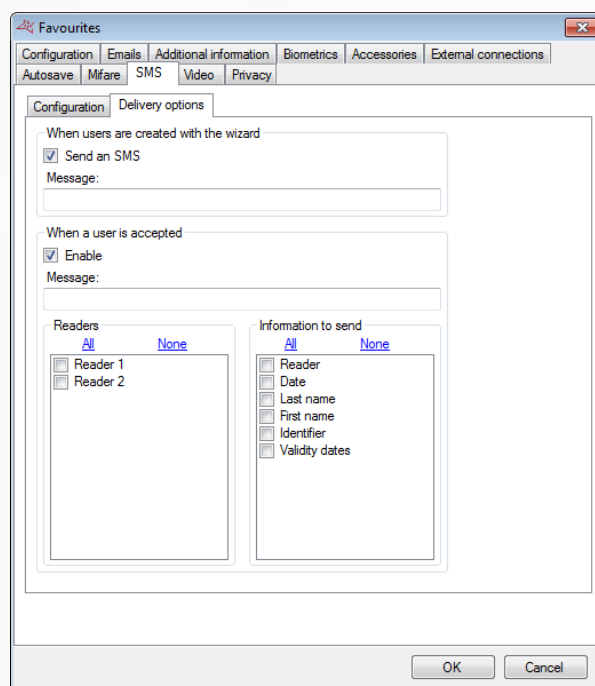 Favourites
Configuration Emails Additional information Biometrics Accessories External connections
Autosave Mifare SMS Video Privacy
Configuration Delivery options
When users are created with the wizard
Send an SMS
Message:
When a user is accepted
Enable
Message:
Readers
All None
Reader 1
Reader 2
Information to send
All None
Reader
Date
Last name
First name
Identifier
Validity dates
OK Cancel